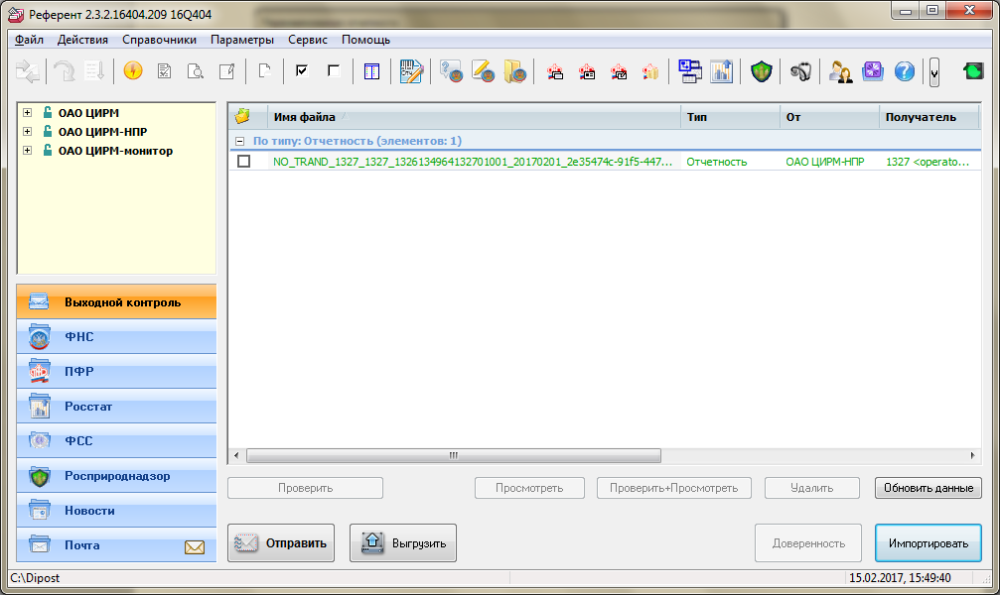 Референт 2.3.2.16404.209 16Q404
Файл Действия Справочники Параметры Сервис Помощь
ОАО ЦИРМ
ОАО ЦИРМ-НПР
ОАО ЦИРМ-монитор
Имя файла Тип От Получатель
По типу: Отчетность (элементов: 1)
NO_TRAND_1327_1327_1326134964132701001_20170201_2e35474c-91f5-447... Отчетность ОАО ЦИРМ-НПР 1327 <operato...
Выходной контроль
ФНС
ПФР
Росстат
ФСС
Росприроднадзор
Новости
Почта
Проверить Просмотреть Проверить+Просмотреть Удалить Обновить данные
Отправить Выгрузить Доверенность Импортировать
C:\Dipost 15.02.2017, 15:49:40